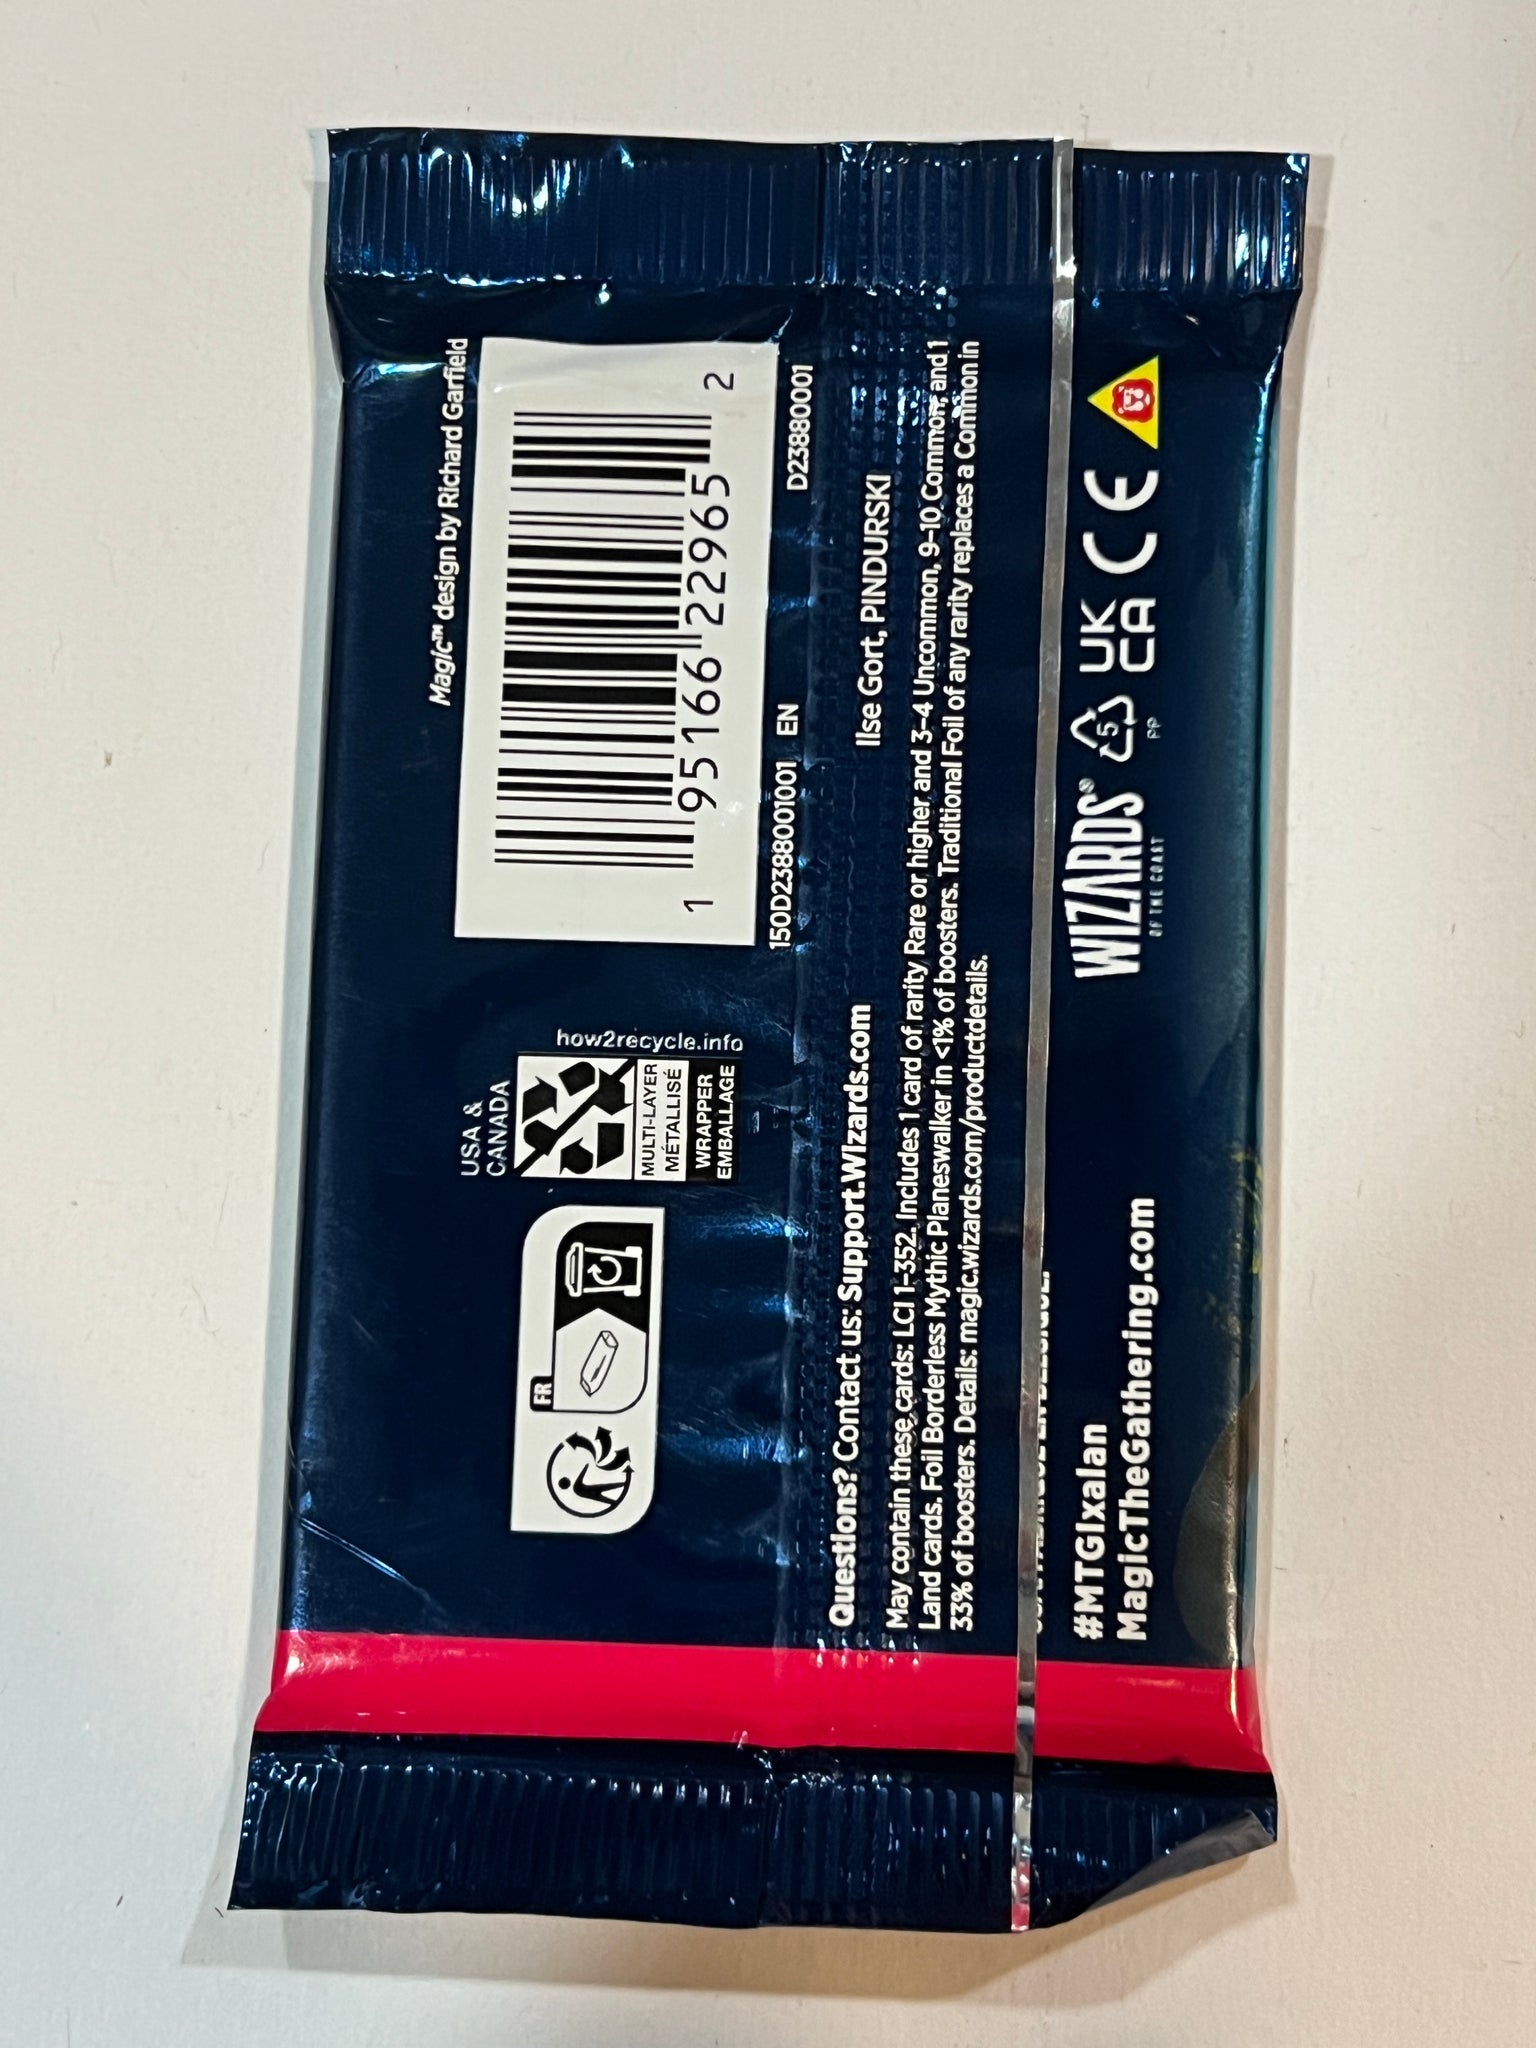 Magic™ design by Richard Garfield
1 95166 22965 2
150D23880001001 EN D23880001
USA &
CANADA
how2recycle.info
MULTI-LAYER
MÉTALLISÉ
WRAPPER
EMBALLAGE
FR
Questions? Contact us: Support.Wizards.com
Ilse Gort, PINDURSKI
May contain these cards: LCI 1–352. Includes 1 card of rarity Rare or higher and 3–4 Uncommon, 9–10 Common, and 1
Land cards. Foil Borderless Mythic Planeswalker in <1% of boosters. Traditional Foil of any rarity replaces a Common in
33% of boosters. Details: magic.wizards.com/productdetails.
#MTGIxalan
MagicTheGathering.com
WIZARDS®
OF THE COAST
5
PP
UK
CA
CE